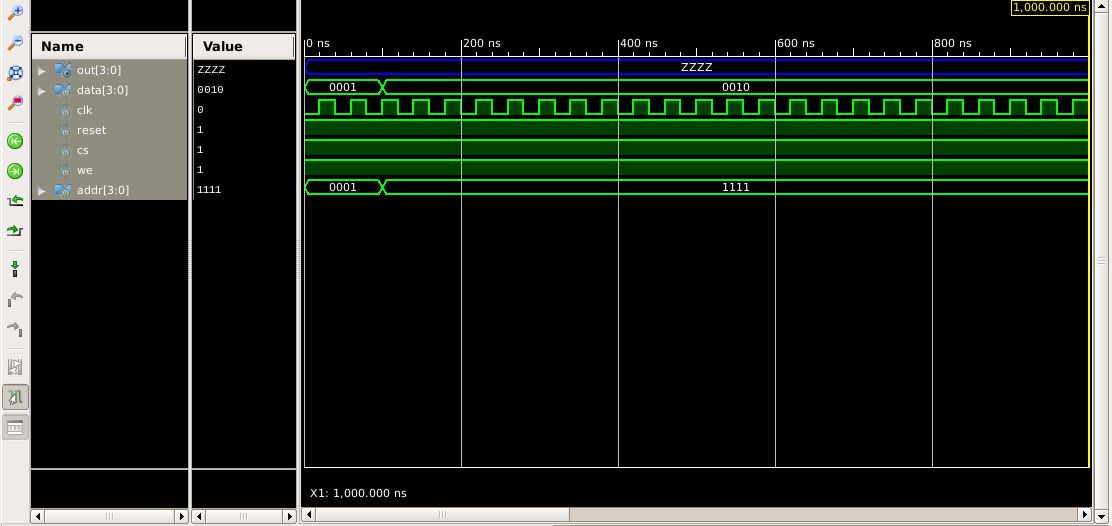 1,000.000 ns
Name Value 0 ns 200 ns 400 ns 600 ns 800 ns
out[3:0] ZZZZ ZZZZ
data[3:0] 0010 0001 0010
clk 0
reset 1
cs 1
we 1
addr[3:0] 1111 0001 1111
X1: 1,000.000 ns